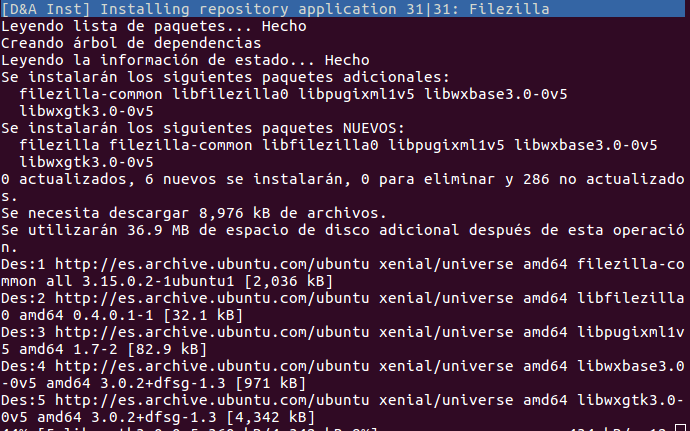 [D&A Inst] Installing repository application 31|31: Filezilla
Leyendo lista de paquetes... Hecho
Creando árbol de dependencias
Leyendo la información de estado... Hecho
Se instalarán los siguientes paquetes adicionales:
  filezilla-common libfilezilla0 libpugixml1v5 libwxbase3.0-0v5
  libwxgtk3.0-0v5
Se instalarán los siguientes paquetes NUEVOS:
  filezilla filezilla-common libfilezilla0 libpugixml1v5 libwxbase3.0-0v5
  libwxgtk3.0-0v5
0 actualizados, 6 nuevos se instalarán, 0 para eliminar y 286 no actualizado
s.
Se necesita descargar 8,976 kB de archivos.
Se utilizarán 36.9 MB de espacio de disco adicional después de esta operació
n.
Des:1 http://es.archive.ubuntu.com/ubuntu xenial/universe amd64 filezilla-co
mmon all 3.15.0.2-1ubuntu1 [2,036 kB]
Des:2 http://es.archive.ubuntu.com/ubuntu xenial/universe amd64 libfilezilla
0 amd64 0.4.0.1-1 [32.1 kB]
Des:3 http://es.archive.ubuntu.com/ubuntu xenial/universe amd64 libpugixml1v
5 amd64 1.7-2 [82.9 kB]
Des:4 http://es.archive.ubuntu.com/ubuntu xenial/universe amd64 libwxbase3.0
-0v5 amd64 3.0.2+dfsg-1.3 [971 kB]
Des:5 http://es.archive.ubuntu.com/ubuntu xenial/universe amd64 libwxgtk3.0-
0v5 amd64 3.0.2+dfsg-1.3 [4,342 kB]